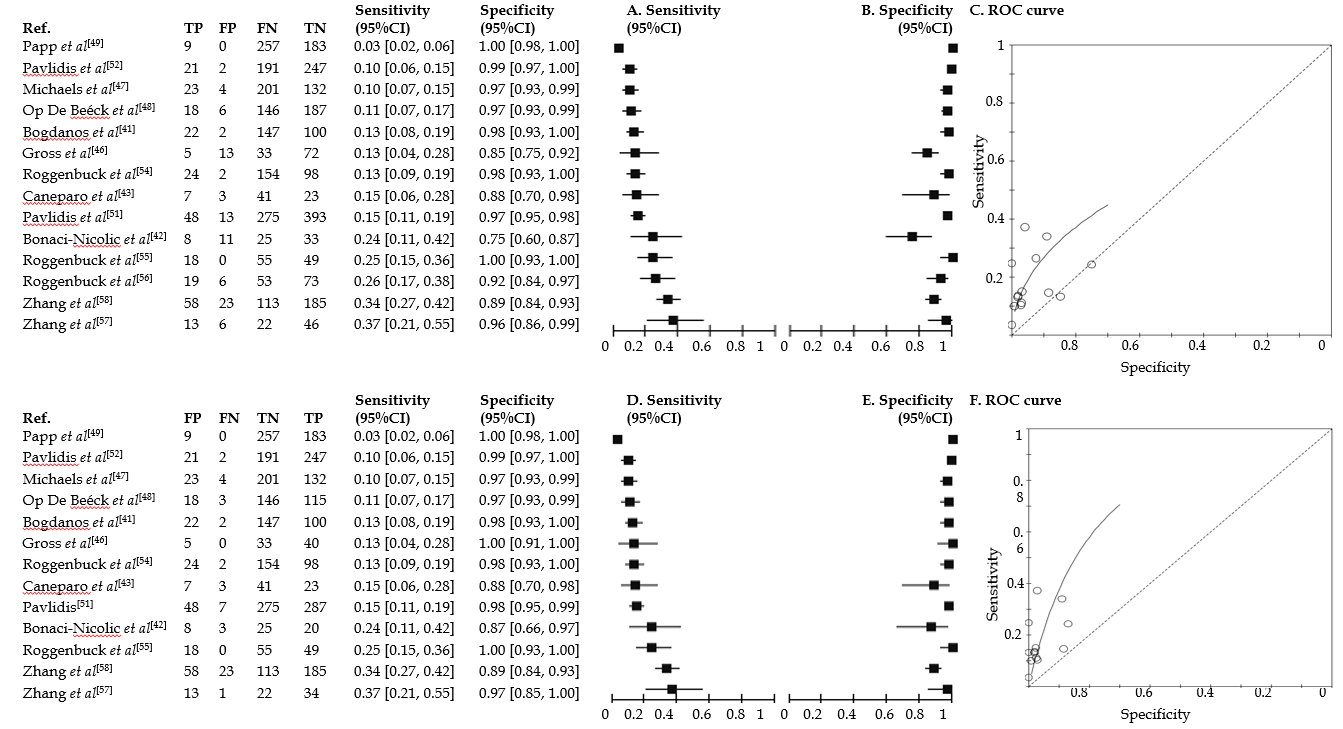 Sensitivity Specificity A. Sensitivity B. Specificity C. ROC curve
Ref. TP FP FN TN (95%CI) (95%CI) (95%CI) (95%CI)
Papp et al[49] 9 0 257 183 0.03 [0.02, 0.06] 1.00 [0.98, 1.00]
Pavlidis et al[52] 21 2 191 247 0.10 [0.06, 0.15] 0.99 [0.97, 1.00]
Michaels et al[47] 23 4 201 132 0.10 [0.07, 0.15] 0.97 [0.93, 0.99]
Op De Beéck et al[48] 18 6 146 187 0.11 [0.07, 0.17] 0.97 [0.93, 0.99]
Bogdanos et al[41] 22 2 147 100 0.13 [0.08, 0.19] 0.98 [0.93, 1.00]
Gross et al[46] 5 13 33 72 0.13 [0.04, 0.28] 0.85 [0.75, 0.92]
Roggenbuck et al[54] 24 2 154 98 0.13 [0.09, 0.19] 0.98 [0.93, 1.00]
Caneparo et al[43] 7 3 41 23 0.15 [0.06, 0.28] 0.88 [0.70, 0.98]
Pavlidis et al[51] 48 13 275 393 0.15 [0.11, 0.19] 0.97 [0.95, 0.98]
Bonaci-Nicolic et al[42] 8 11 25 33 0.24 [0.11, 0.42] 0.75 [0.60, 0.87]
Roggenbuck et al[55] 18 0 55 49 0.25 [0.15, 0.36] 1.00 [0.93, 1.00]
Roggenbuck et al[56] 19 6 53 73 0.26 [0.17, 0.38] 0.92 [0.84, 0.97]
Zhang et al[58] 58 23 113 185 0.34 [0.27, 0.42] 0.89 [0.84, 0.93]
Zhang et al[57] 13 6 22 46 0.37 [0.21, 0.55] 0.96 [0.86, 0.99]
0 0.2 0.4 0.6 0.8 1 0 0.2 0.4 0.6 0.8 1
1
0.8
0.6
0.4
0.2
Sensitivity
0.8 0.6 0.4 0.2 0
Specificity
Sensitivity Specificity D. Sensitivity E. Specificity F. ROC curve
Ref. FP FN TN TP (95%CI) (95%CI) (95%CI) (95%CI)
Papp et al[49] 9 0 257 183 0.03 [0.02, 0.06] 1.00 [0.98, 1.00]
Pavlidis et al[52] 21 2 191 247 0.10 [0.06, 0.15] 0.99 [0.97, 1.00]
Michaels et al[47] 23 4 201 132 0.10 [0.07, 0.15] 0.97 [0.93, 0.99]
Op De Beéck et al[48] 18 3 146 115 0.11 [0.07, 0.17] 0.97 [0.93, 0.99]
Bogdanos et al[41] 22 2 147 100 0.13 [0.08, 0.19] 0.98 [0.93, 1.00]
Gross et al[46] 5 0 33 40 0.13 [0.04, 0.28] 1.00 [0.91, 1.00]
Roggenbuck et al[54] 24 2 154 98 0.13 [0.09, 0.19] 0.98 [0.93, 1.00]
Caneparo et al[43] 7 3 41 23 0.15 [0.06, 0.28] 0.88 [0.70, 0.98]
Pavlidis[51] 48 7 275 287 0.15 [0.11, 0.19] 0.98 [0.95, 0.99]
Bonaci-Nicolic et al[42] 8 3 25 20 0.24 [0.11, 0.42] 0.87 [0.66, 0.97]
Roggenbuck et al[55] 18 0 55 49 0.25 [0.15, 0.36] 1.00 [0.93, 1.00]
Zhang et al[58] 58 23 113 185 0.34 [0.27, 0.42] 0.89 [0.84, 0.93]
Zhang et al[57] 13 1 22 34 0.37 [0.21, 0.55] 0.97 [0.85, 1.00]
0 0.2 0.4 0.6 0.8 1 0 0.2 0.4 0.6 0.8 1
1
0.
8
0.
6
0.4
0.2
Sensitivity
0.8 0.6 0.4 0.2 0
Specificity